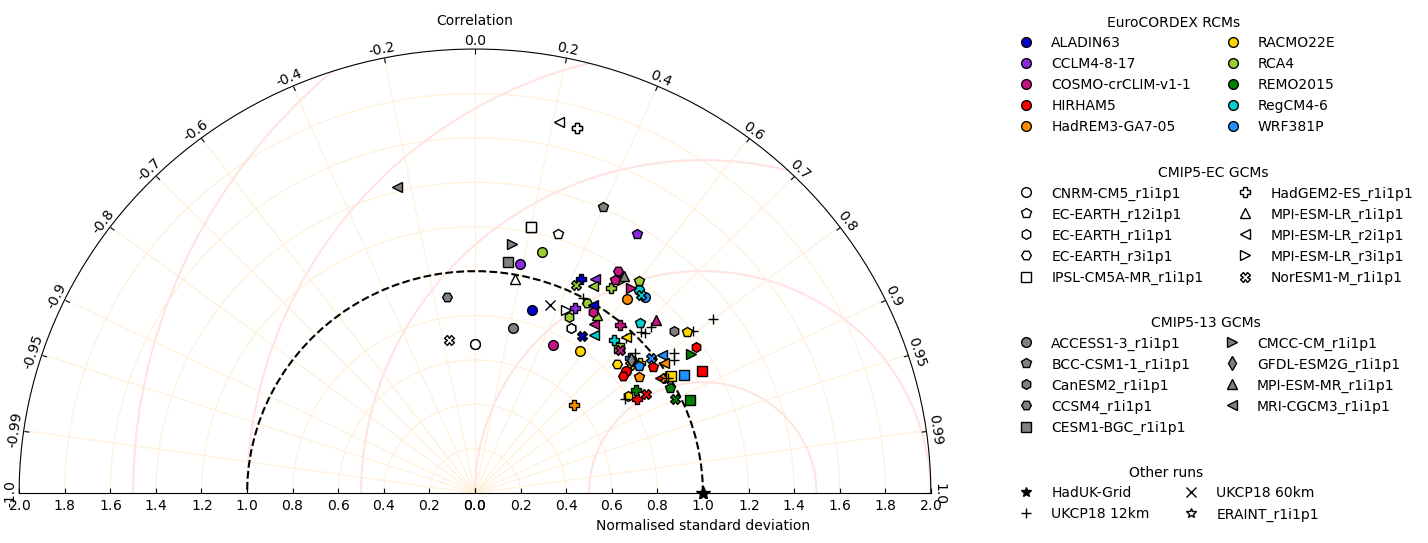 Correlation
0.0
-0.2
0.2
-0.4
0.4
-0.6
0.6
-0.7
0.7
-0.8
0.8
-0.9
0.9
-0.95
0.95
-0.99
0.99
1.0
1.0
2.0 1.8 1.6 1.4 1.2 1.0 0.8 0.6 0.4 0.2 0.0 0.2 0.4 0.6 0.8 1.0 1.2 1.4 1.6 1.8 2.0
Normalised standard deviation
EuroCORDEX RCMs
ALADIN63
CCLM4-8-17
COSMO-crCLIM-v1-1
HIRHAM5
HadREM3-GA7-05
RACMO22E
RCA4
REMO2015
RegCM4-6
WRF381P
CMIP5-EC GCMs
CNRM-CM5_r1i1p1
EC-EARTH_r12i1p1
EC-EARTH_r1i1p1
EC-EARTH_r3i1p1
IPSL-CM5A-MR_r1i1p1
HadGEM2-ES_r1i1p1
MPI-ESM-LR_r1i1p1
MPI-ESM-LR_r2i1p1
MPI-ESM-LR_r3i1p1
NorESM1-M_r1i1p1
CMIP5-13 GCMs
ACCESS1-3_r1i1p1
BCC-CSM1-1_r1i1p1
CanESM2_r1i1p1
CCSM4_r1i1p1
CESM1-BGC_r1i1p1
CMCC-CM_r1i1p1
GFDL-ESM2G_r1i1p1
MPI-ESM-MR_r1i1p1
MRI-CGCM3_r1i1p1
Other runs
HadUK-Grid
UKCP18 12km
UKCP18 60km
ERAINT_r1i1p1